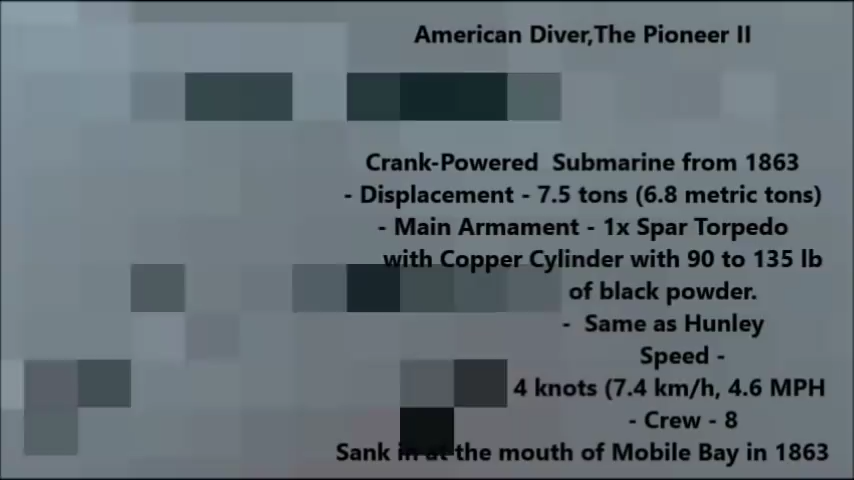 American Diver,The Pioneer II
Crank-Powered Submarine from 1863
- Displacement - 7.5 tons (6.8 metric tons)
- Main Armament - 1x Spar Torpedo
with Copper Cylinder with 90 to 135 lb
of black powder.
- Same as Hunley
Speed -
4 knots (7.4 km/h, 4.6 MPH
- Crew - 8
Sank in at the mouth of Mobile Bay in 1863